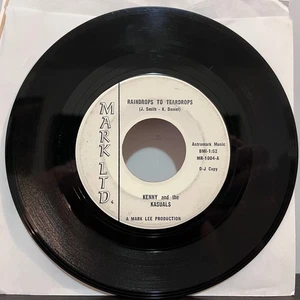 RAINDROPS TO TEARDROPS
(J. Smith - K. Daniel)
MARK LTD.
Astromark Music
BMI-1:52
MR-1004-A
D-J Copy
KENNY and the
KASUALS
A MARK LEE PRODUCTION